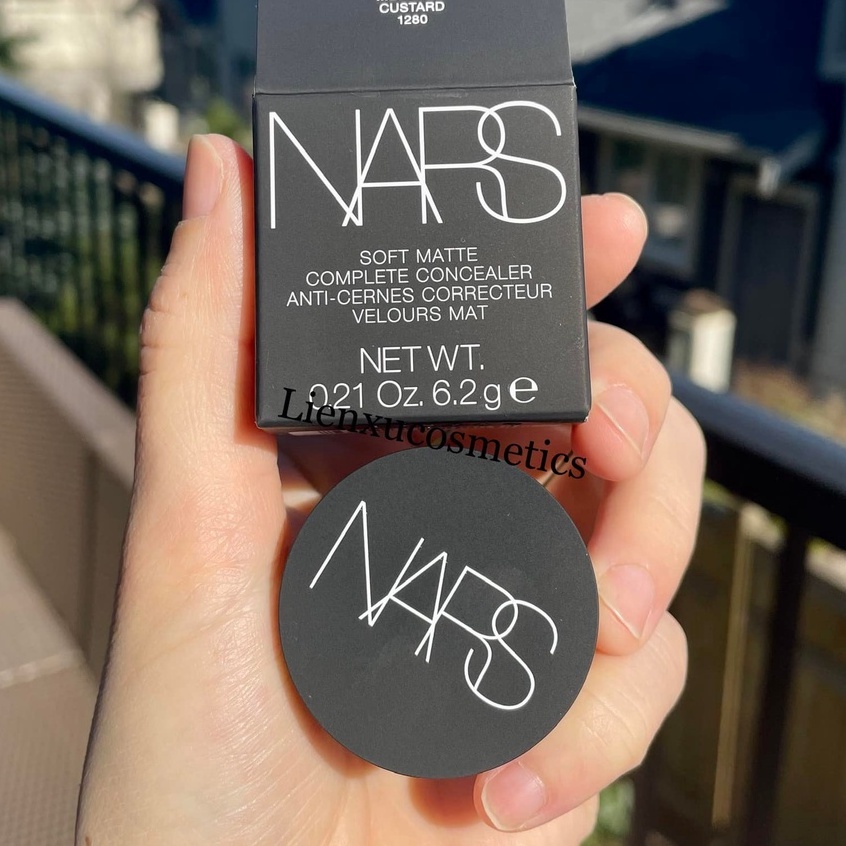 CUSTARD
1280
NARS
SOFT MATTE
COMPLETE CONCEALER
ANTI-CERNES CORRECTEUR
VELOURS MAT
NET WT.
0.21 Oz. 6.2 g e
Lienxucosmetics
NARS